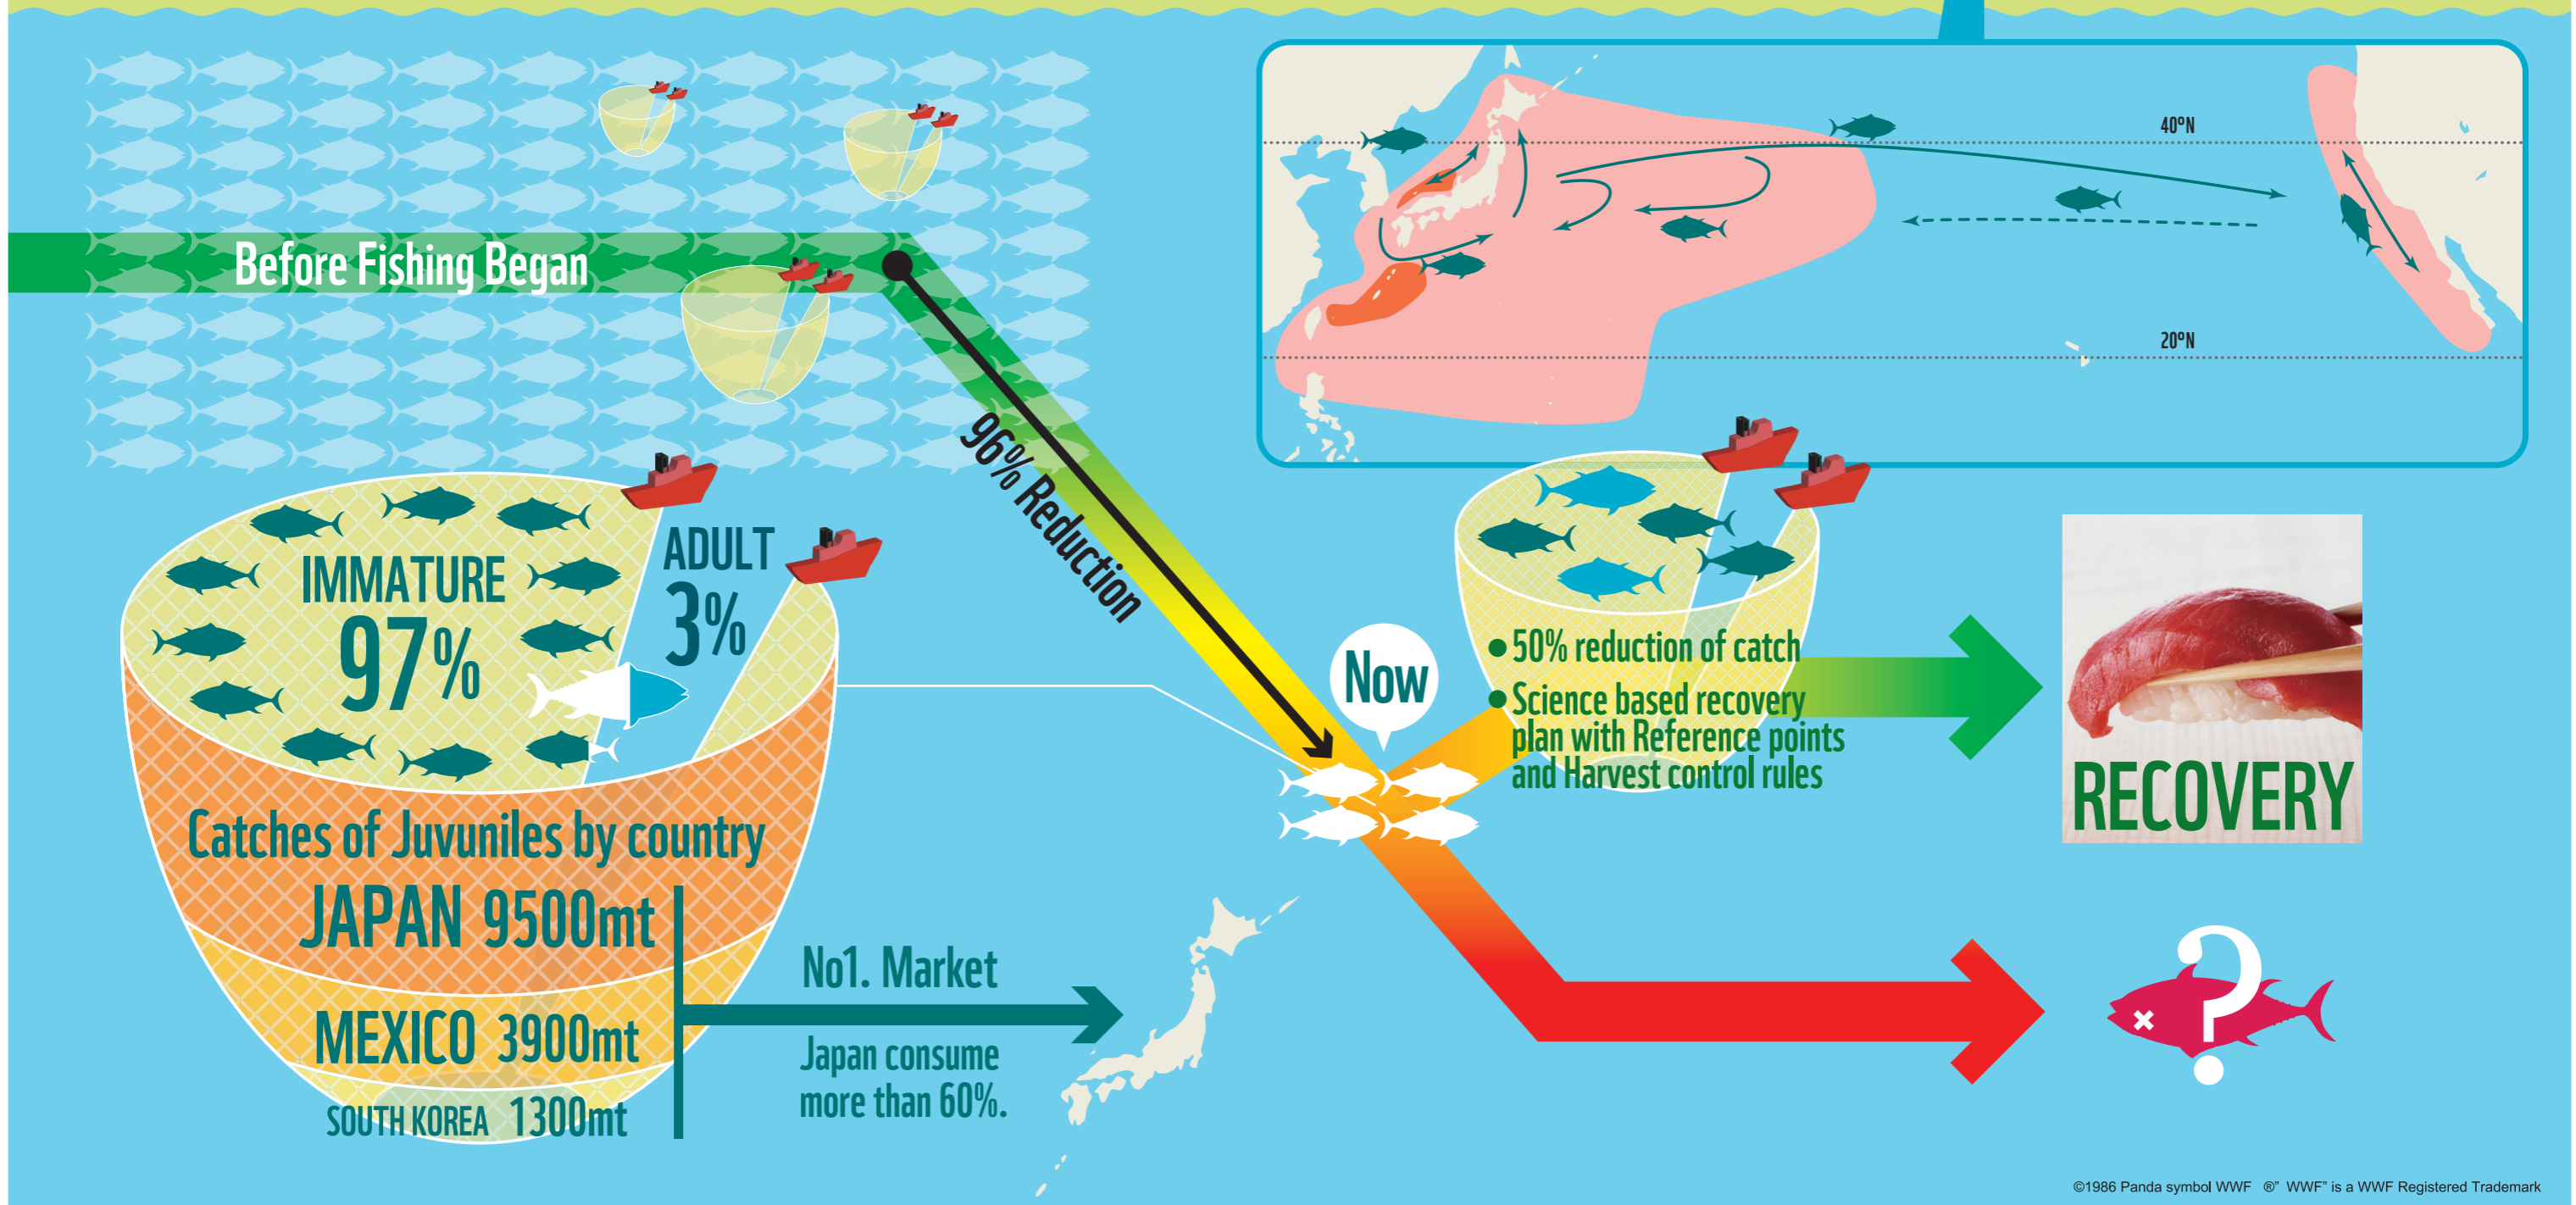 40ºN
Before Fishing Began
20ºN
96% Reduction
IMMATURE
97%
ADULT
3%
Now
● 50% reduction of catch
● Science based recovery
plan with Reference points
and Harvest control rules
RECOVERY
Catches of Juvuniles by country
JAPAN 9500mt
MEXICO 3900mt
SOUTH KOREA 1300mt
No1. Market
Japan consume
more than 60%.
?
©1986 Panda symbol WWF ®" WWF" is a WWF Registered Trademark